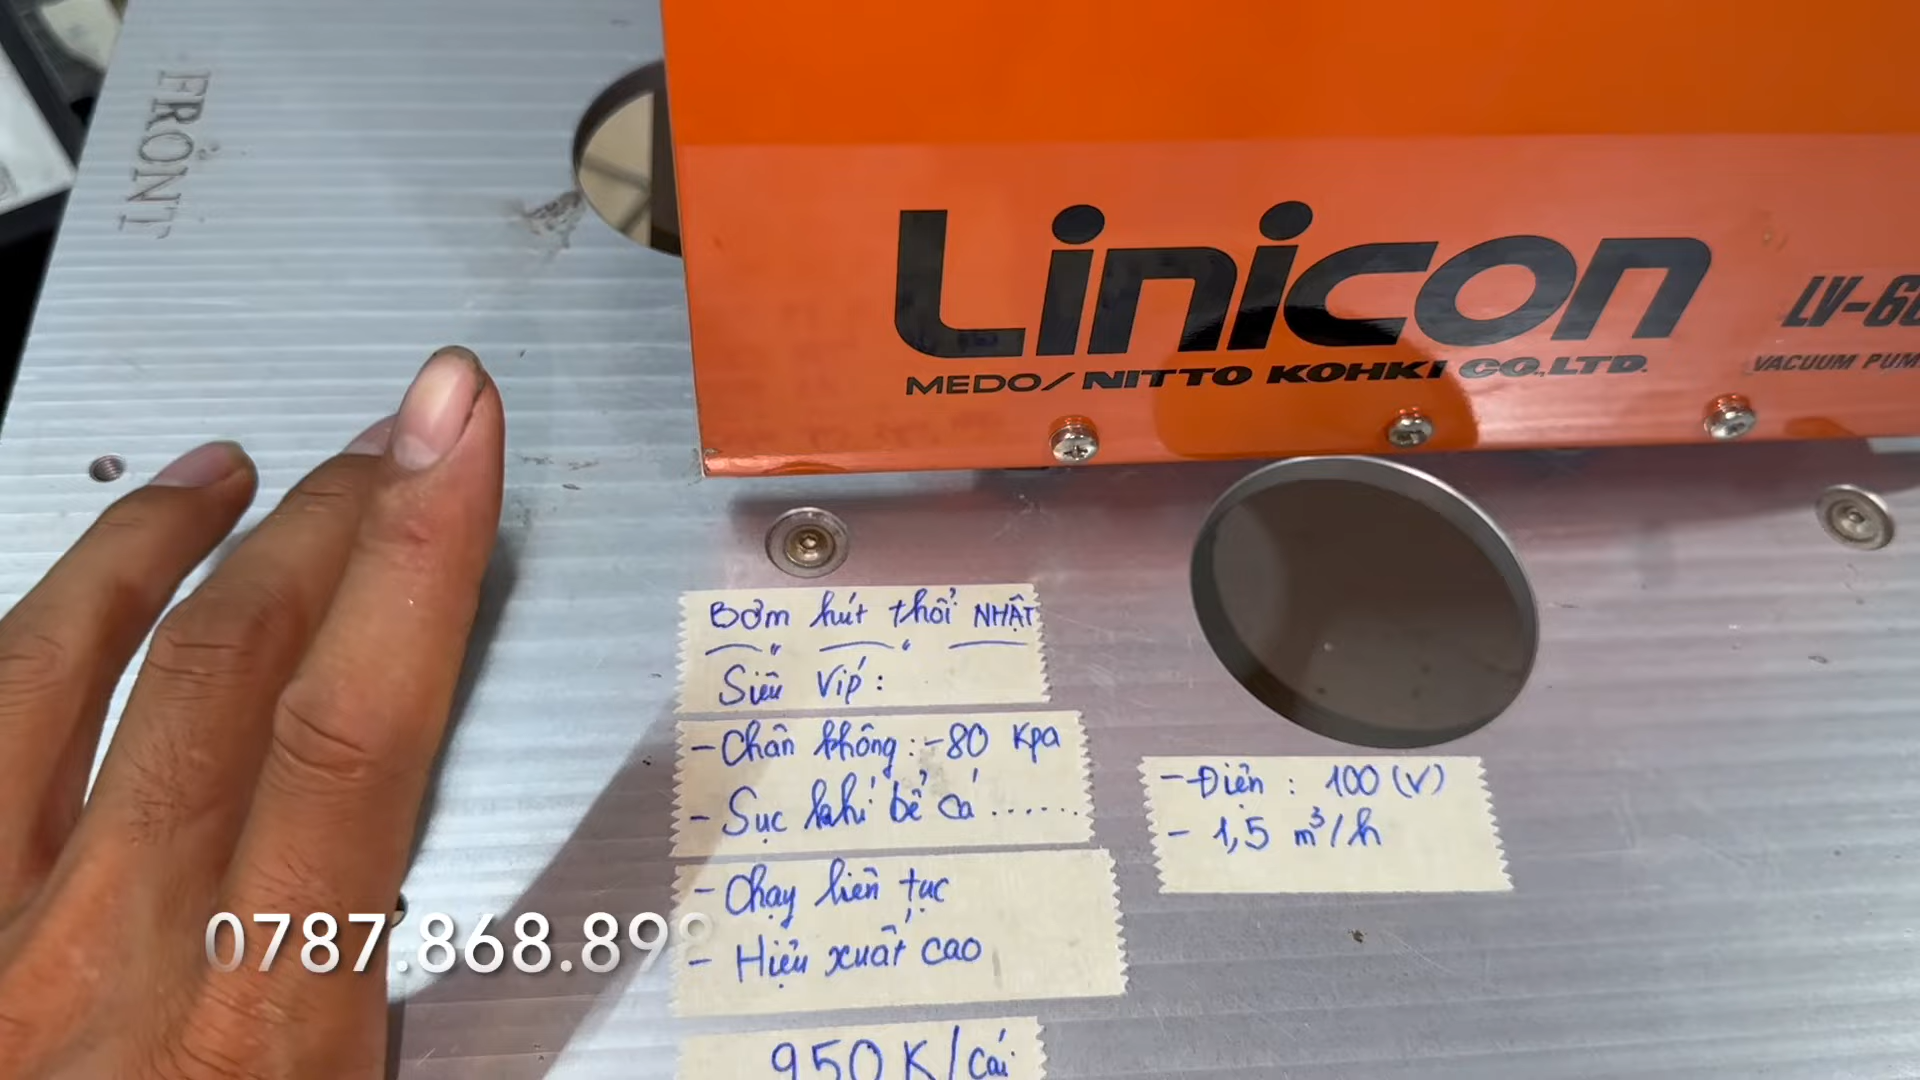 FRONT
Linicon
MEDO/NITTO KOHKI CO.,LTD.
LV-6
VACUUM PUM
Bơm hút thổi NHẬT
Siêu Víp:
- Chân không: -80 Kpa
- Sục khí bể cá......
- Chạy liên tục
- Hiệu xuất cao
950K/cái
- Điện : 100 (V)
- 1,5 m³/h
0787.868.898